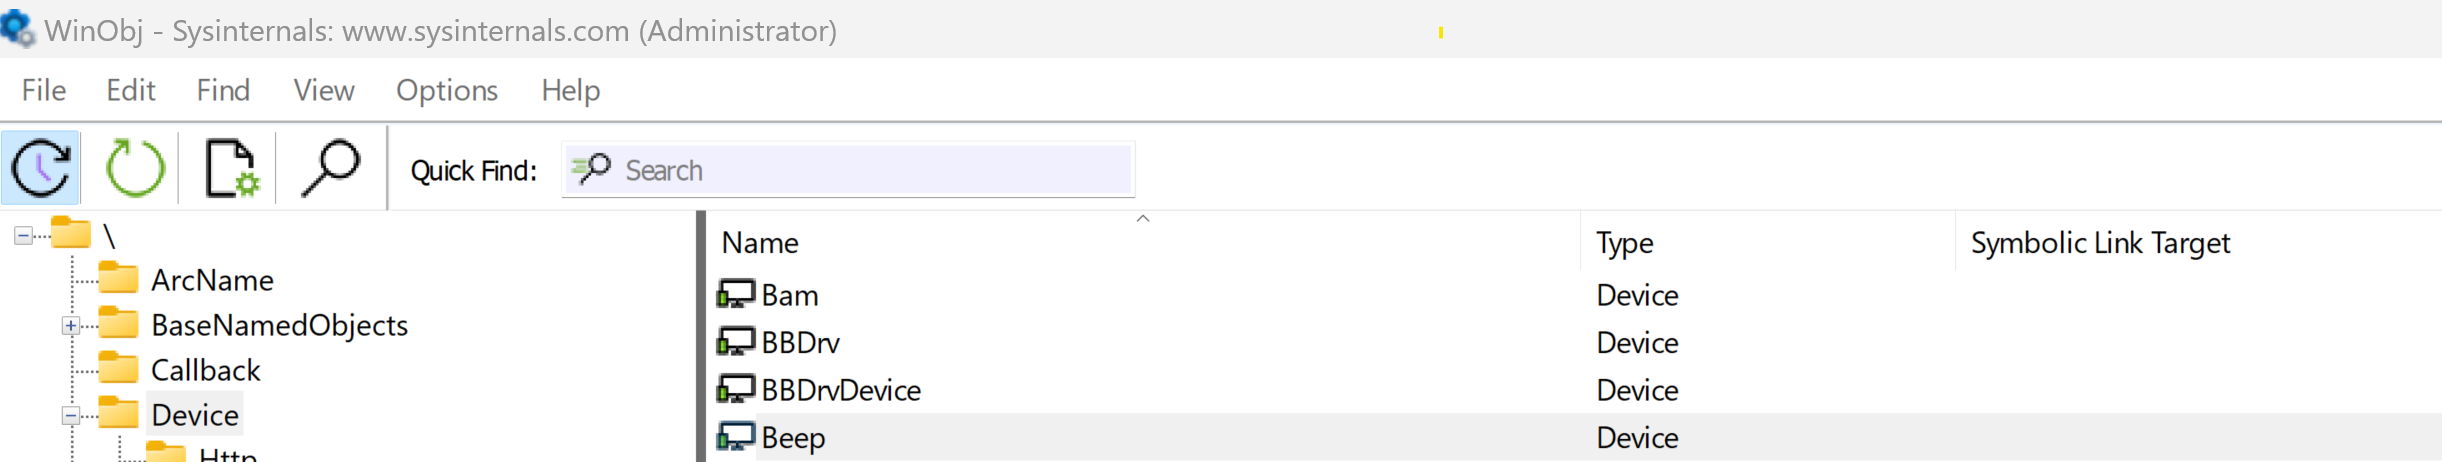 WinObj - Sysinternals: www.sysinternals.com (Administrator)
File Edit Find View Options Help
Quick Find: Search
\
ArcName
BaseNamedObjects
Callback
Device
Http
Name Type Symbolic Link Target
Bam Device
BBDrv Device
BBDrvDevice Device
Beep Device